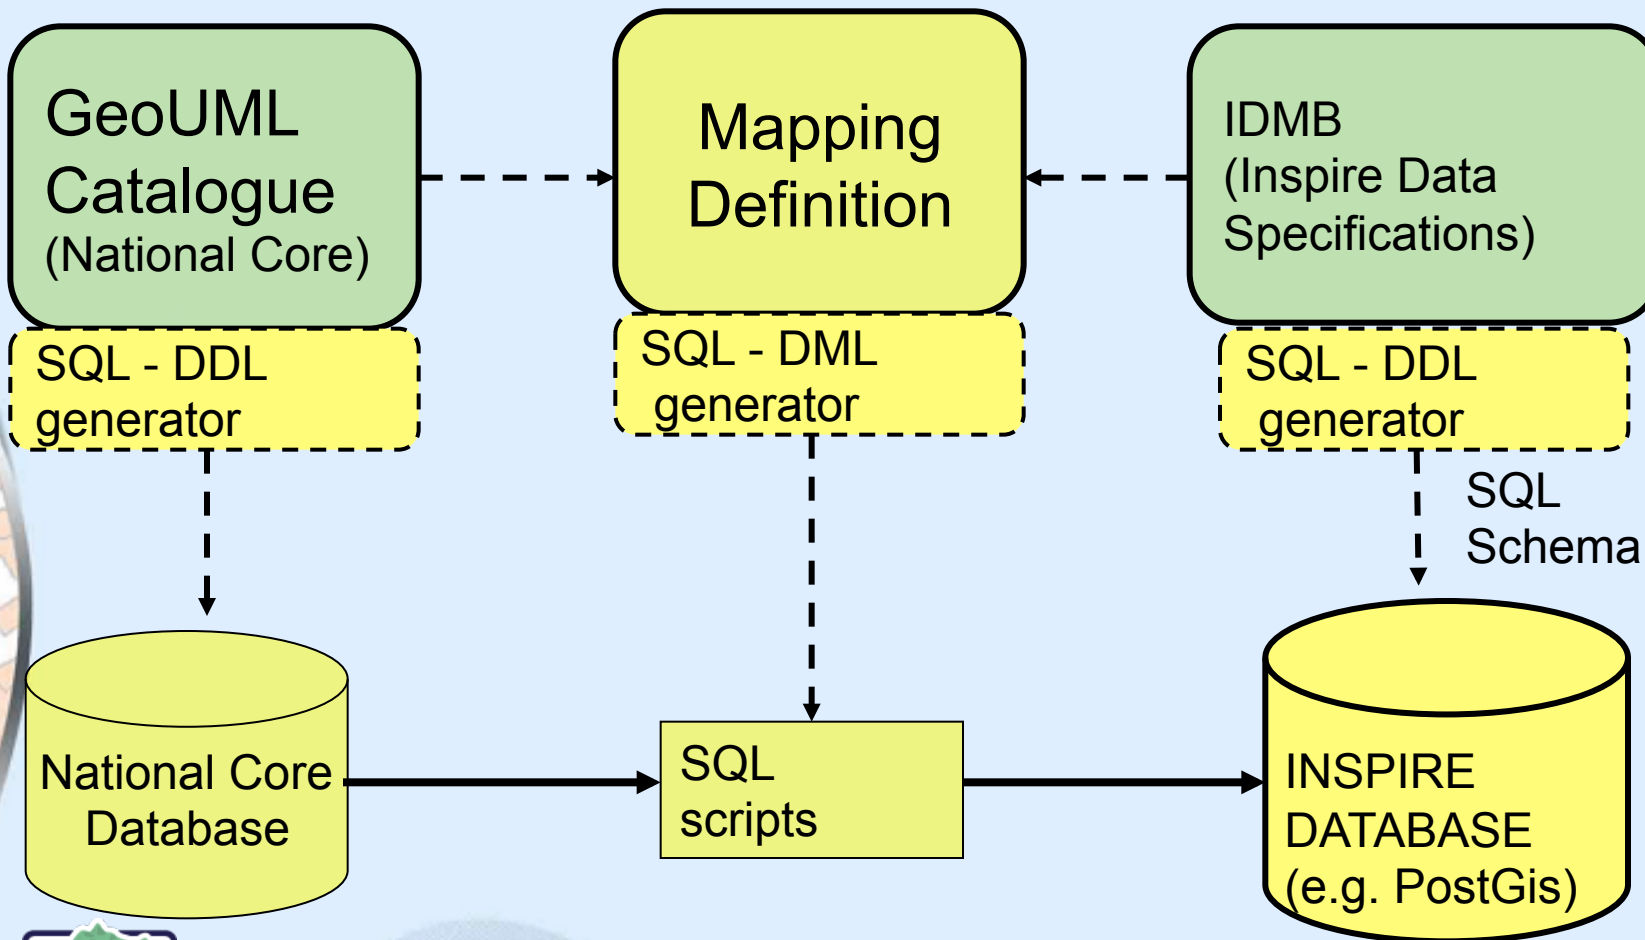 GeoUML
Catalogue
(National Core)
Mapping
Definition
IDMB
(Inspire Data
Specifications)
SQL - DDL
generator
SQL - DML
generator
SQL - DDL
generator
SQL
Schema
National Core
Database
SQL
scripts
INSPIRE
DATABASE
(e.g. PostGis)